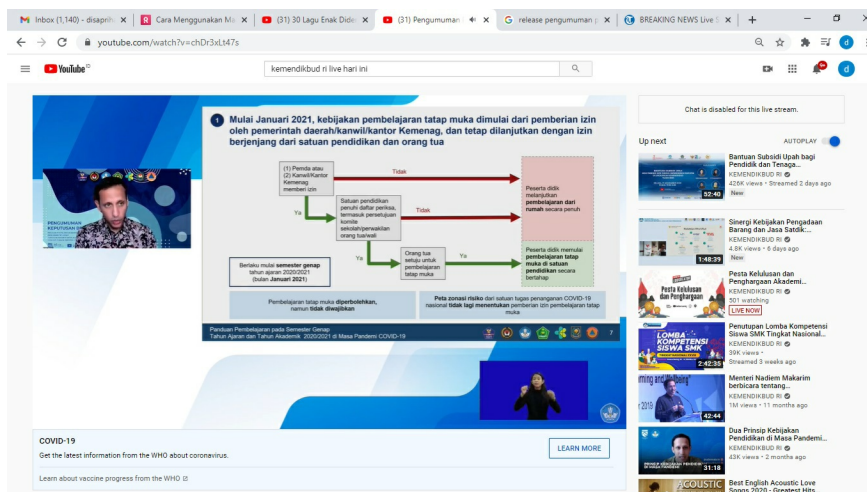 Inbox (1,140) - disaprih
Cara Menggunakan Ma
(31) 30 Lagu Enak Dide
(31) Pengumuman
release pengumuman p
BREAKING NEWS Live S
youtube.com/watch?v=chDr3xLt47s
YouTube ID
kemendikbud ri live hari ini
1 Mulai Januari 2021, kebijakan pembelajaran tatap muka dimulai dari pemberian izin
oleh pemerintah daerah/kanwil/kantor Kemenag, dan tetap dilanjutkan dengan izin
berjenjang dari satuan pendidikan dan orang tua
(1) Pemda atau
(2) Kanwil/Kantor
Kemenag
memberi izin
Tidak
Ya
Satuan pendidikan
penuhi daftar periksa,
termasuk persetujuan
komite
sekolah/perwakilan
orang tua/wali
Tidak
Ya
Orang tua
setuju untuk
pembelajaran
tatap muka
Ya
Peserta didik
melanjutkan
pembelajaran dari
rumah secara penuh
Peserta didik memulai
pembelajaran tatap
muka di satuan
pendidikan secara
bertahap
Berlaku mulai semester genap
tahun ajaran 2020/2021
(bulan Januari 2021)
Pembelajaran tatap muka diperbolehkan,
namun tidak diwajibkan
Peta zonasi risiko dari satuan tugas penanganan COVID-19
nasional tidak lagi menentukan pemberian izin pembelajaran tatap
muka
Panduan Pembelajaran pada Semester Genap
Tahun Ajaran dan Tahun Akademik 2020/2021 di Masa Pandemi COVID-19
7
PENGUMUMAN
KEPUTUSAN
COVID-19
Get the latest information from the WHO about coronavirus.
LEARN MORE
Learn about vaccine progress from the WHO
Chat is disabled for this live stream.
Up next
AUTOPLAY
52:40
Bantuan Subsidi Upah bagi
Pendidik dan Tenaga...
KEMENDIKBUD RI
426K views • Streamed 2 days ago
New
1:48:39
Sinergi Kebijakan Pengadaan
Barang dan Jasa Satdik:...
KEMENDIKBUD RI
4.8K views • 6 days ago
New
Pesta Kelulusan
dan Penghargaan
Pesta Kelulusan dan
Penghargaan Akademi...
KEMENDIKBUD RI
501 watching
LIVE NOW
LOMBA
KOMPETENSI
SISWA SMK
2:42:35
Penutupan Lomba Kompetensi
Siswa SMK Tingkat Nasional...
KEMENDIKBUD RI
39K views •
Streamed 3 weeks ago
42:44
Menteri Nadiem Makarim
berbicara tentang...
KEMENDIKBUD RI
1M views • 11 months ago
31:18
Dua Prinsip Kebijakan
Pendidikan di Masa Pandemi...
KEMENDIKBUD RI
43K views • 2 months ago
ACOUSTIC
Best English Acoustic Love
Songs 2020 - Greatest Hits